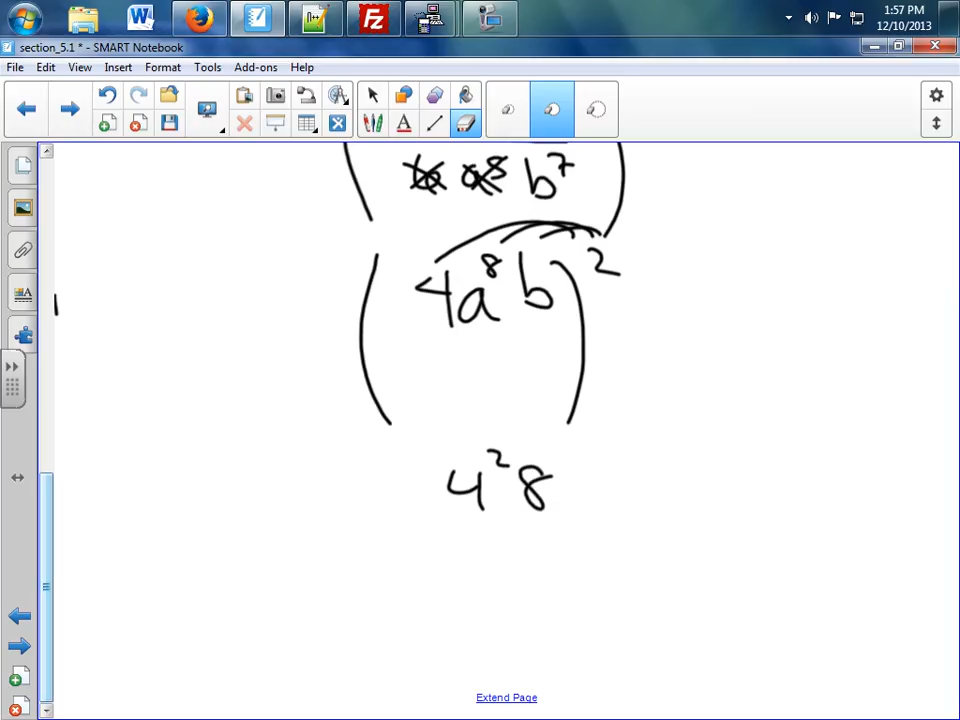 1:57 PM
12/10/2013
section_5.1 * - SMART Notebook
File Edit View Insert Format Tools Add-ons Help
b⁷
(4a⁸b)²
4²8
Extend Page